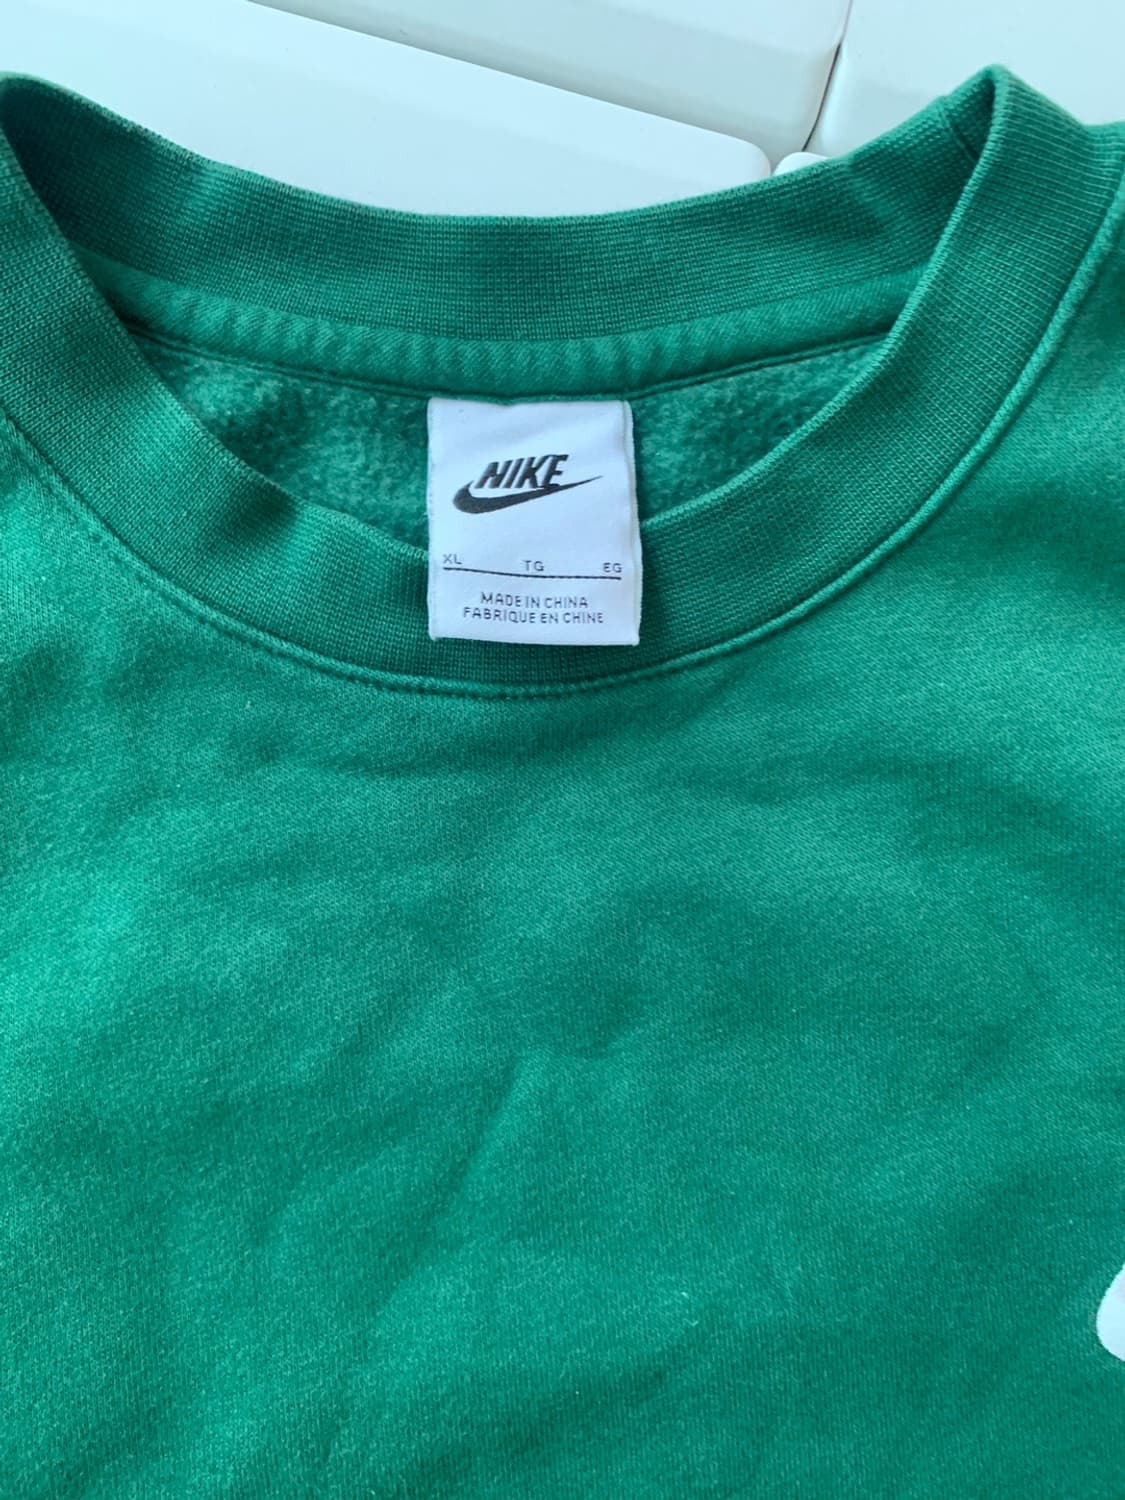 NIKE
XL TG EG
MADE IN CHINA
FABRIQUE EN CHINE